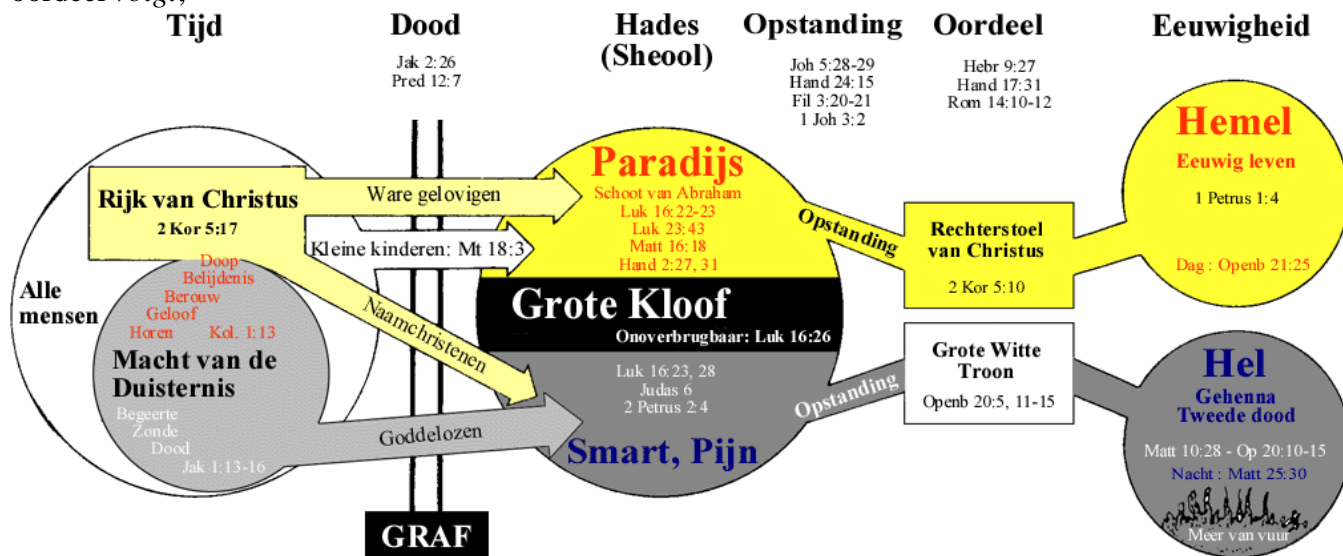 oordeel volgt,
Tijd
Dood
Hades
(Sheool)
Opstanding
Oordeel
Eeuwigheid
Jak 2:26
Pred 12:7
Joh 5:28-29
Hand 24:15
Fil 3:20-21
1 Joh 3:2
Hebr 9:27
Hand 17:31
Rom 14:10-12
Alle
mensen
Rijk van Christus
2 Kor 5:17
Doop
Belijdenis
Berouw
Geloof
Horen Kol. 1:13
Macht van de
Duisternis
Begeerte
Zonde
Dood
Jak 1:13-16
Ware gelovigen
Kleine kinderen: Mt 18:3
Naamchristenen
Goddelozen
GRAF
Paradijs
Schoot van Abraham
Luk 16:22-23
Luk 23:43
Matt 16:18
Hand 2:27, 31
Grote Kloof
Onoverbrugbaar: Luk 16:26
Luk 16:23, 28
Judas 6
2 Petrus 2:4
Smart, Pijn
Opstanding
Opstanding
Rechterstoel
van Christus
2 Kor 5:10
Grote Witte
Troon
Openb 20:5, 11-15
Hemel
Eeuwig leven
1 Petrus 1:4
Dag : Openb 21:25
Hel
Gehenna
Tweede dood
Matt 10:28 - Op 20:10-15
Nacht : Matt 25:30
Meer van vuur